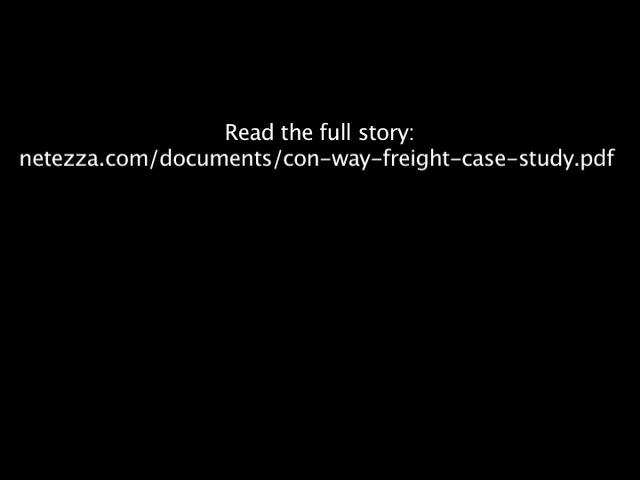 Read the full story:
netezza.com/documents/con-way-freight-case-study.pdf